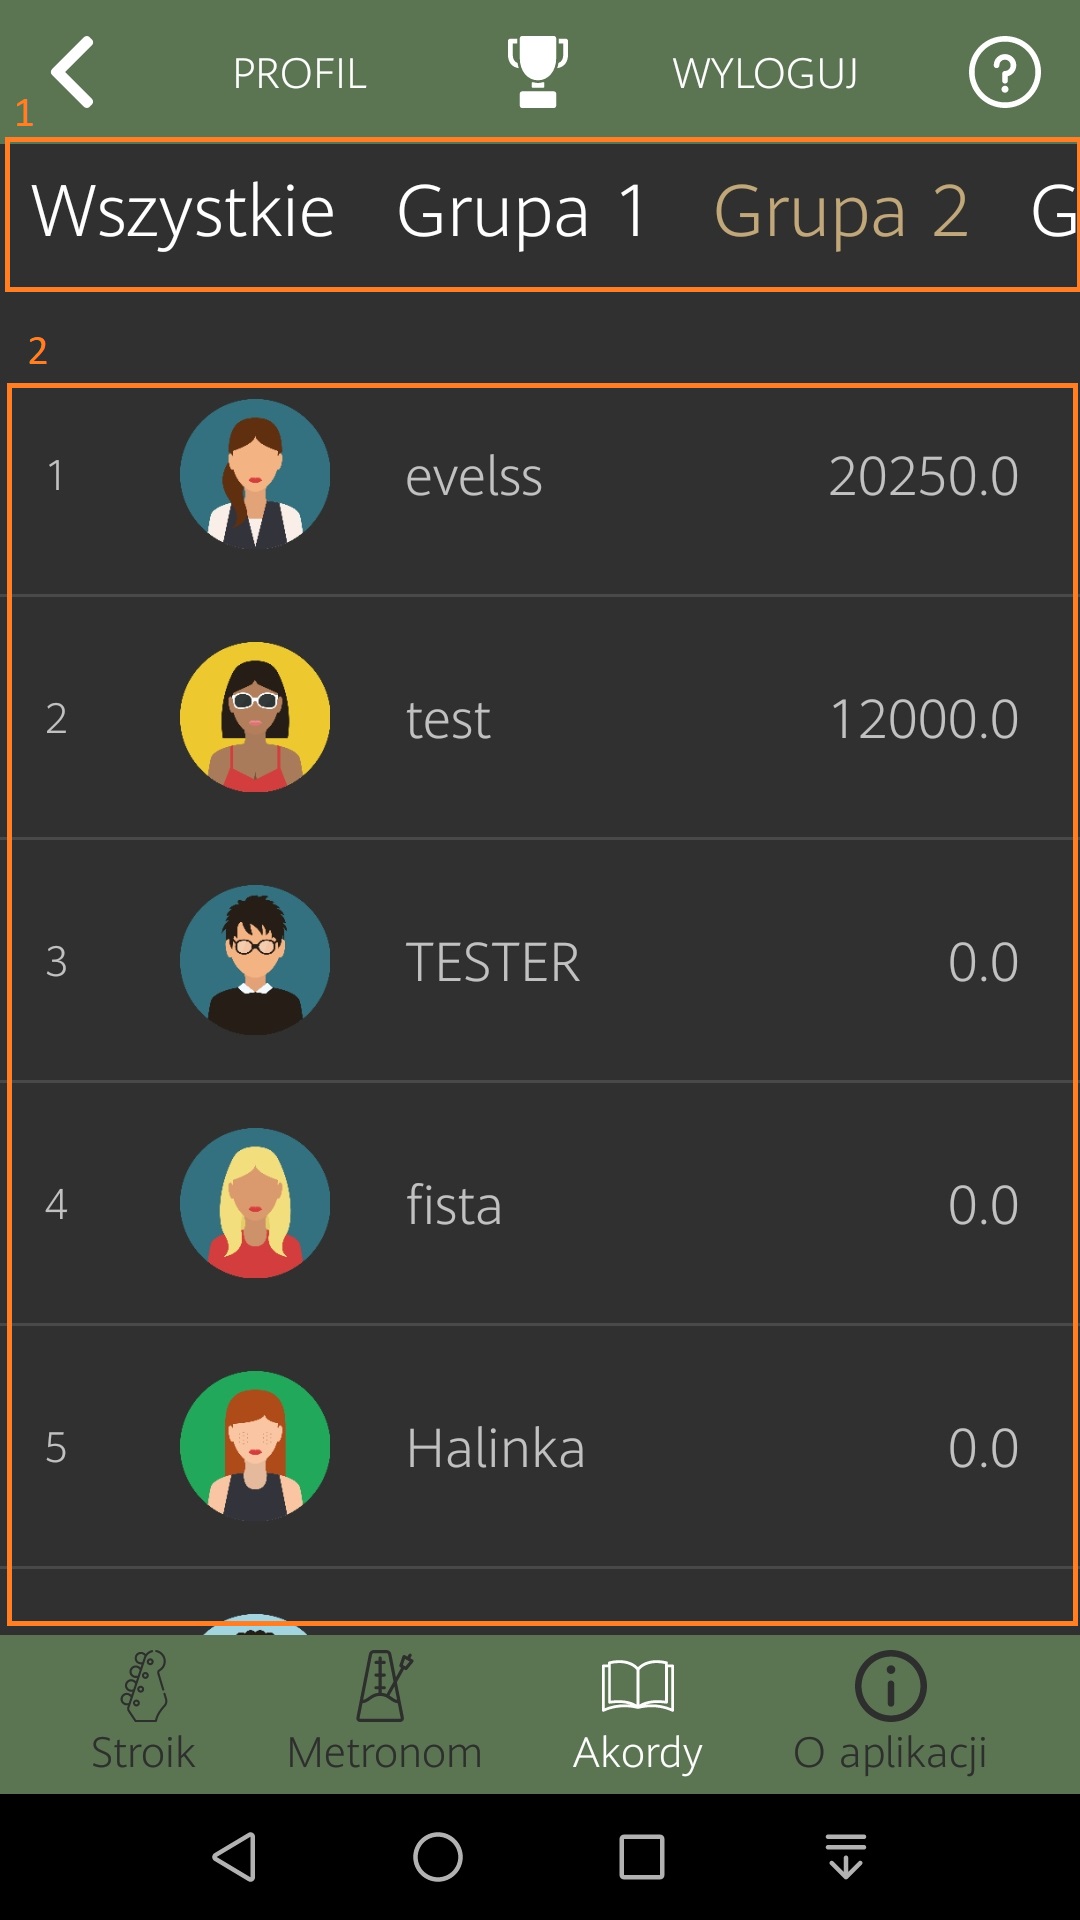 PROFIL WYLOGUJ ?
1
Wszystkie Grupa 1 Grupa 2 G
2
1 evelss 20250.0
2 test 12000.0
3 TESTER 0.0
4 fista 0.0
5 Halinka 0.0
Stroik Metronom Akordy O aplikacji